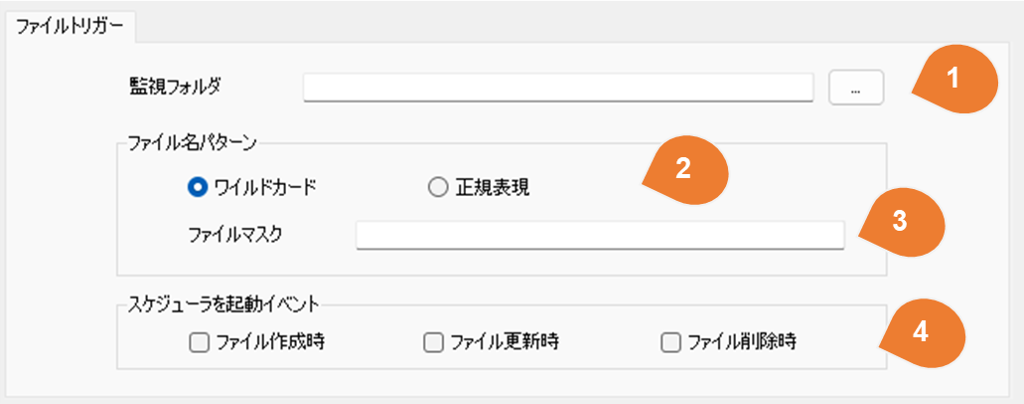 ファイルトリガー
監視フォルダ ... 1
ファイル名パターン
ワイルドカード 正規表現 2
ファイルマスク 3
スケジューラを起動イベント
ファイル作成時 ファイル更新時 ファイル削除時 4